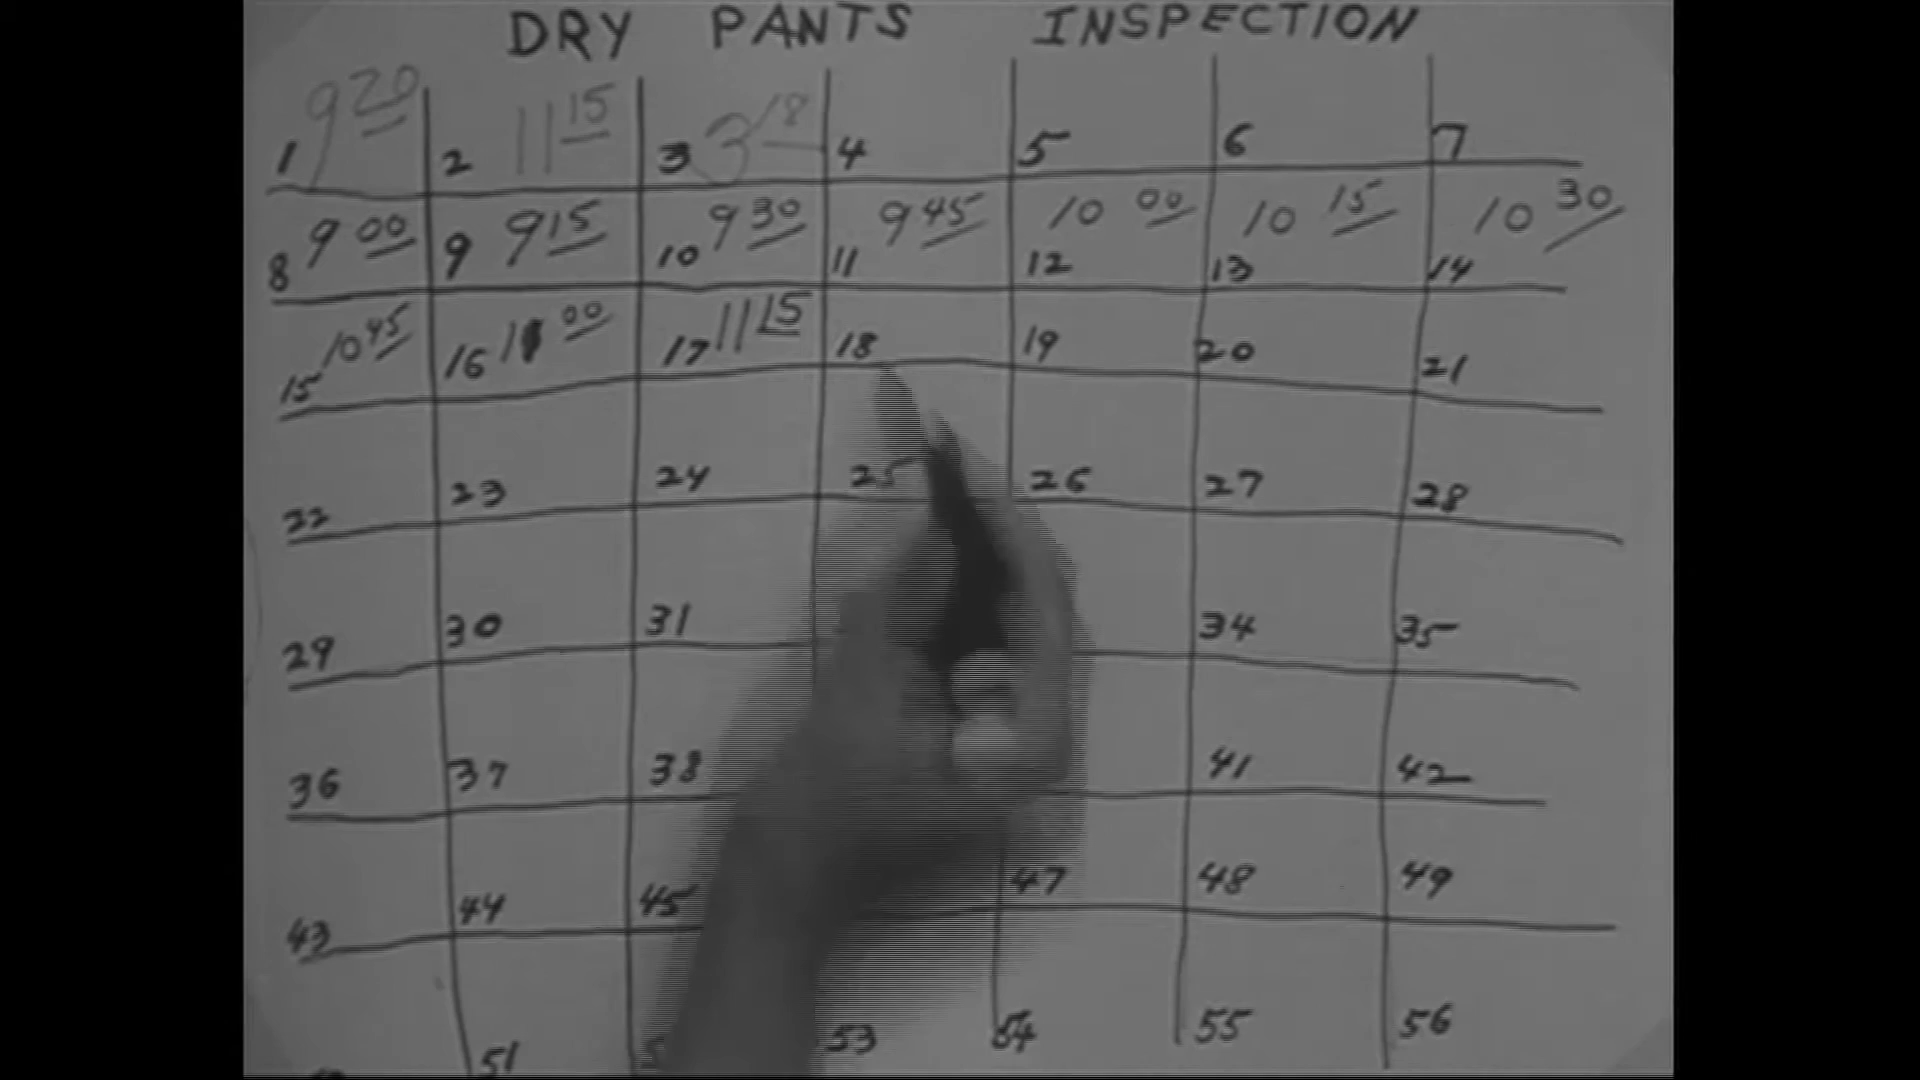 DRY PANTS INSPECTION
1 9 20 2 11 15 3 3 18 4 5 6 7
8 9 00 9 9 15 10 9 30 11 9 45 12 10 00 13 10 15 14 10 30
15 10 45 16 11 00 17 11 15 18 19 20 21
22 23 24 25 26 27 28
29 30 31 34 35
36 37 38 41 42
43 44 45 47 48 49
51 53 54 55 56